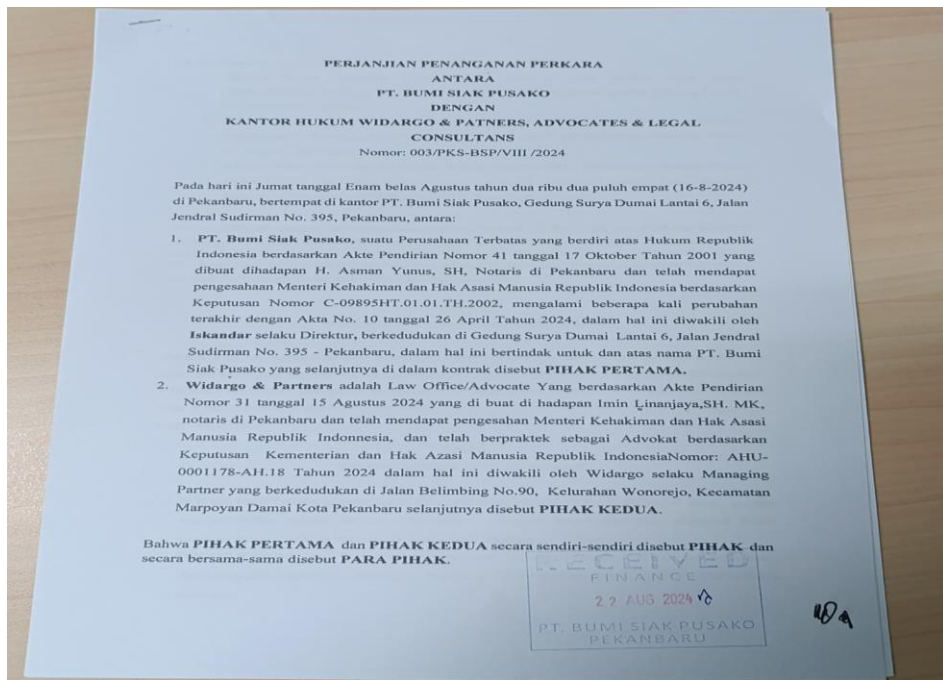 PERJANJIAN PENANGANAN PERKARA
ANTARA
PT. BUMI SIAK PUSAKO
DENGAN
KANTOR HUKUM WIDARGO & PATNERS, ADVOCATES & LEGAL
CONSULTANS
Nomor: 003/PKS-BSP/VIII /2024
Pada hari ini Jumat tanggal Enam belas Agustus tahun dua ribu dua puluh empat (16-8-2024)
di Pekanbaru, bertempat di kantor PT. Bumi Siak Pusako, Gedung Surya Dumai Lantai 6, Jalan
Jendral Sudirman No. 395, Pekanbaru, antara:
1. PT. Bumi Siak Pusako, suatu Perusahaan Terbatas yang berdiri atas Hukum Republik
Indonesia berdasarkan Akte Pendirian Nomor 41 tanggal 17 Oktober Tahun 2001 yang
dibuat dihadapan H. Asman Yunus, SH, Notaris di Pekanbaru dan telah mendapat
pengesahaan Menteri Kehakiman dan Hak Asasi Manusia Republik Indonesia berdasarkan
Keputusan Nomor C-09895HT.01.01.TH.2002, mengalami beberapa kali perubahan
terakhir dengan Akta No. 10 tanggal 26 April Tahun 2024, dalam hal ini diwakili oleh
Iskandar selaku Direktur, berkedudukan di Gedung Surya Dumai Lantai 6, Jalan Jendral
Sudirman No. 395 - Pekanbaru, dalam hal ini bertindak untuk dan atas nama PT. Bumi
Siak Pusako yang selanjutnya di dalam kontrak disebut PIHAK PERTAMA.
2. Widargo & Partners adalah Law Office/Advocate Yang berdasarkan Akte Pendirian
Nomor 31 tanggal 15 Agustus 2024 yang di buat di hadapan Imin Linanjaya,SH. MK,
notaris di Pekanbaru dan telah mendapat pengesahan Menteri Kehakiman dan Hak Asasi
Manusia Republik Indonnesia, dan telah berpraktek sebagai Advokat berdasarkan
Keputusan Kementerian dan Hak Azasi Manusia Republik IndonesiaNomor: AHU-
0001178-AH.18 Tahun 2024 dalam hal ini diwakili oleh Widargo selaku Managing
Partner yang berkedudukan di Jalan Belimbing No.90, Kelurahan Wonorejo, Kecamatan
Marpoyan Damai Kota Pekanbaru selanjutnya disebut PIHAK KEDUA.
Bahwa PIHAK PERTAMA dan PIHAK KEDUA secara sendiri-sendiri disebut PIHAK dan
secara bersama-sama disebut PARA PIHAK.
RECEIVED
FINANCE
22 AUG 2024
PT. BUMI SIAK PUSAKO
PEKANBARU